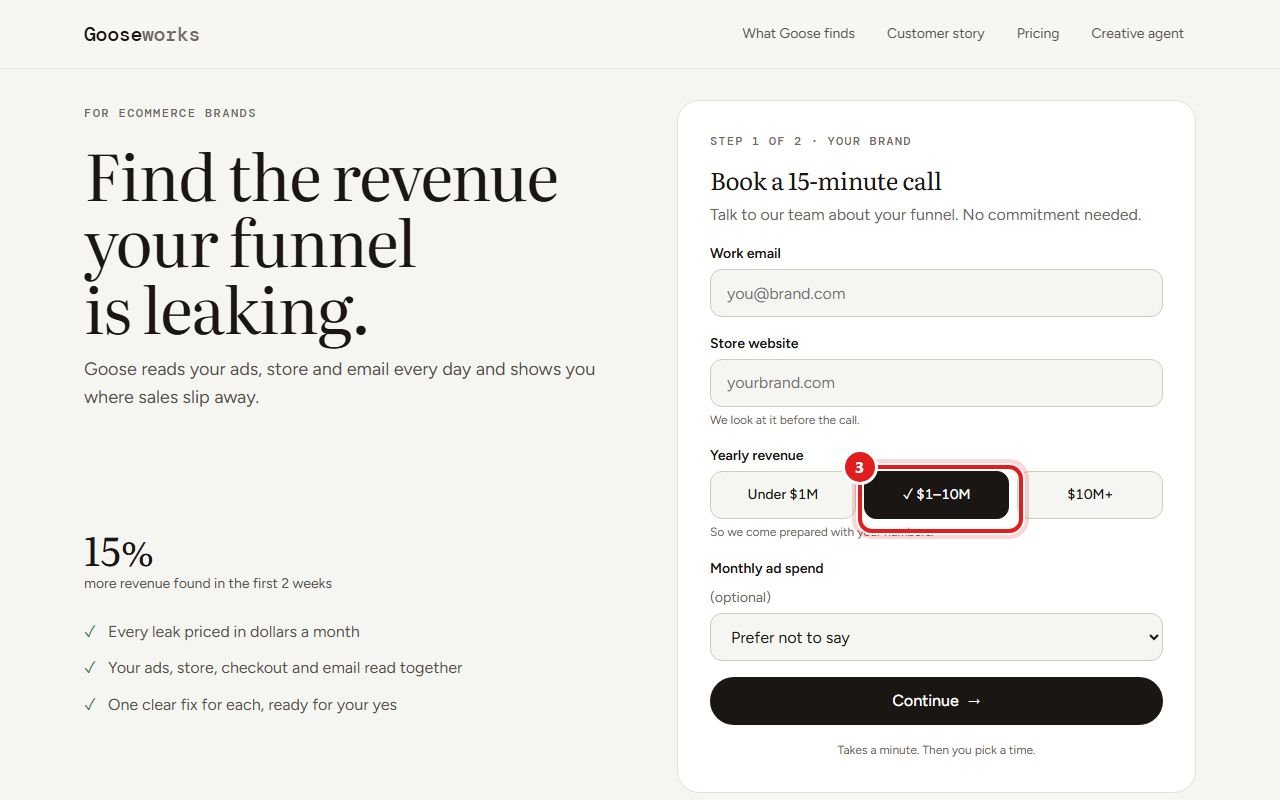 Gooseworks
What Goose finds
Customer story
Pricing
Creative agent
FOR ECOMMERCE BRANDS
Find the revenue
your funnel
is leaking.
Goose reads your ads, store and email every day and shows you
where sales slip away.
15%
more revenue found in the first 2 weeks
✓ Every leak priced in dollars a month
✓ Your ads, store, checkout and email read together
✓ One clear fix for each, ready for your yes
STEP 1 OF 2 · YOUR BRAND
Book a 15-minute call
Talk to our team about your funnel. No commitment needed.
Work email
you@brand.com
Store website
yourbrand.com
We look at it before the call.
Yearly revenue
3
Under $1M
✓ $1–10M
$10M+
So we come prepared with your numbers.
Monthly ad spend
(optional)
Prefer not to say
Continue →
Takes a minute. Then you pick a time.